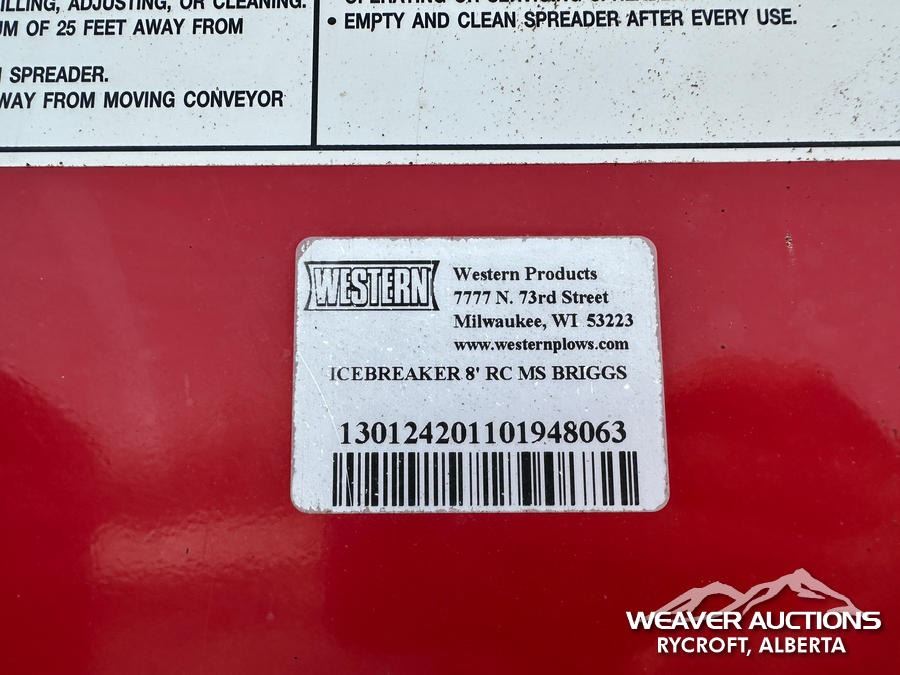 ILLING, ADJUSTING, OR CLEANING.
UM OF 25 FEET AWAY FROM
SPREADER.
WAY FROM MOVING CONVEYOR
• EMPTY AND CLEAN SPREADER AFTER EVERY USE.
WESTERN
Western Products
7777 N. 73rd Street
Milwaukee, WI 53223
www.westernplows.com
ICEBREAKER 8' RC MS BRIGGS
130124201101948063
WEAVER AUCTIONS
RYCROFT, ALBERTA